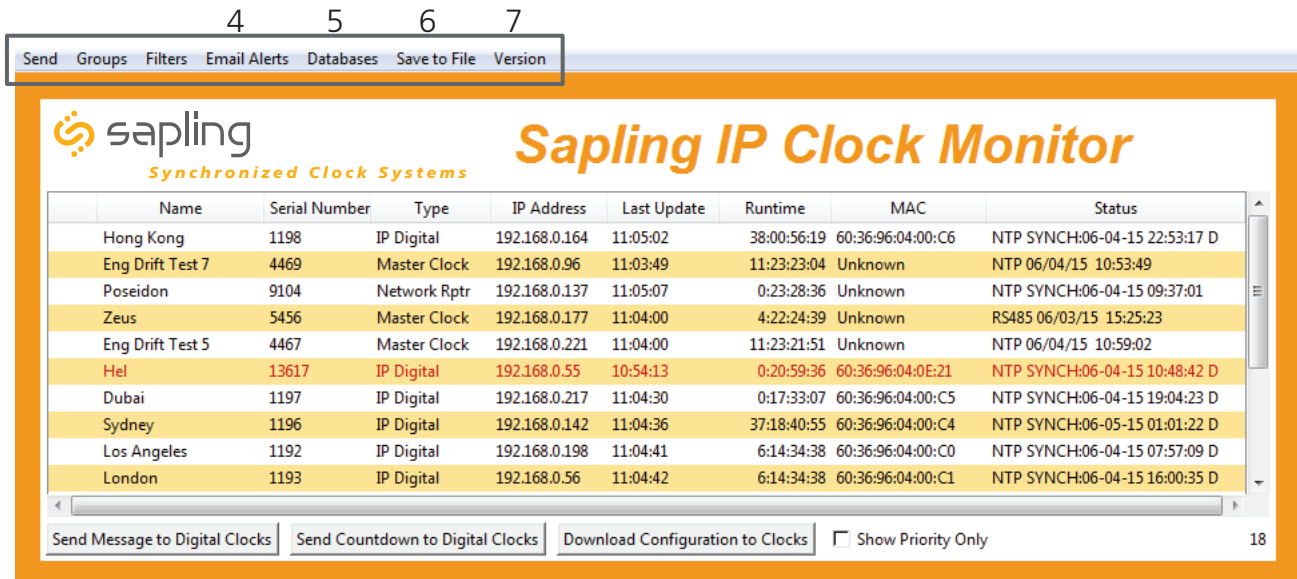 4 5 6 7
Send Groups Filters Email Alerts Databases Save to File Version
sapling
Synchronized Clock Systems
Sapling IP Clock Monitor
Name Serial Number Type IP Address Last Update Runtime MAC Status
Hong Kong 1198 IP Digital 192.168.0.164 11:05:02 38:00:56:19 60:36:96:04:00:C6 NTP SYNCH:06-04-15 22:53:17 D
Eng Drift Test 7 4469 Master Clock 192.168.0.96 11:03:49 11:23:23:04 Unknown NTP 06/04/15 10:53:49
Poseidon 9104 Network Rptr 192.168.0.137 11:05:07 0:23:28:36 Unknown NTP SYNCH:06-04-15 09:37:01
Zeus 5456 Master Clock 192.168.0.177 11:04:00 4:22:24:39 Unknown RS485 06/03/15 15:25:23
Eng Drift Test 5 4467 Master Clock 192.168.0.221 11:04:00 11:23:21:51 Unknown NTP 06/04/15 10:59:02
Hel 13617 IP Digital 192.168.0.55 10:54:13 0:20:59:36 60:36:96:04:0E:21 NTP SYNCH:06-04-15 10:48:42 D
Dubai 1197 IP Digital 192.168.0.217 11:04:30 0:17:33:07 60:36:96:04:00:C5 NTP SYNCH:06-04-15 19:04:23 D
Sydney 1196 IP Digital 192.168.0.142 11:04:36 37:18:40:55 60:36:96:04:00:C4 NTP SYNCH:06-05-15 01:01:22 D
Los Angeles 1192 IP Digital 192.168.0.198 11:04:41 6:14:34:38 60:36:96:04:00:C0 NTP SYNCH:06-04-15 07:57:09 D
London 1193 IP Digital 192.168.0.56 11:04:42 6:14:34:38 60:36:96:04:00:C1 NTP SYNCH:06-04-15 16:00:35 D
Send Message to Digital Clocks Send Countdown to Digital Clocks Download Configuration to Clocks Show Priority Only 18